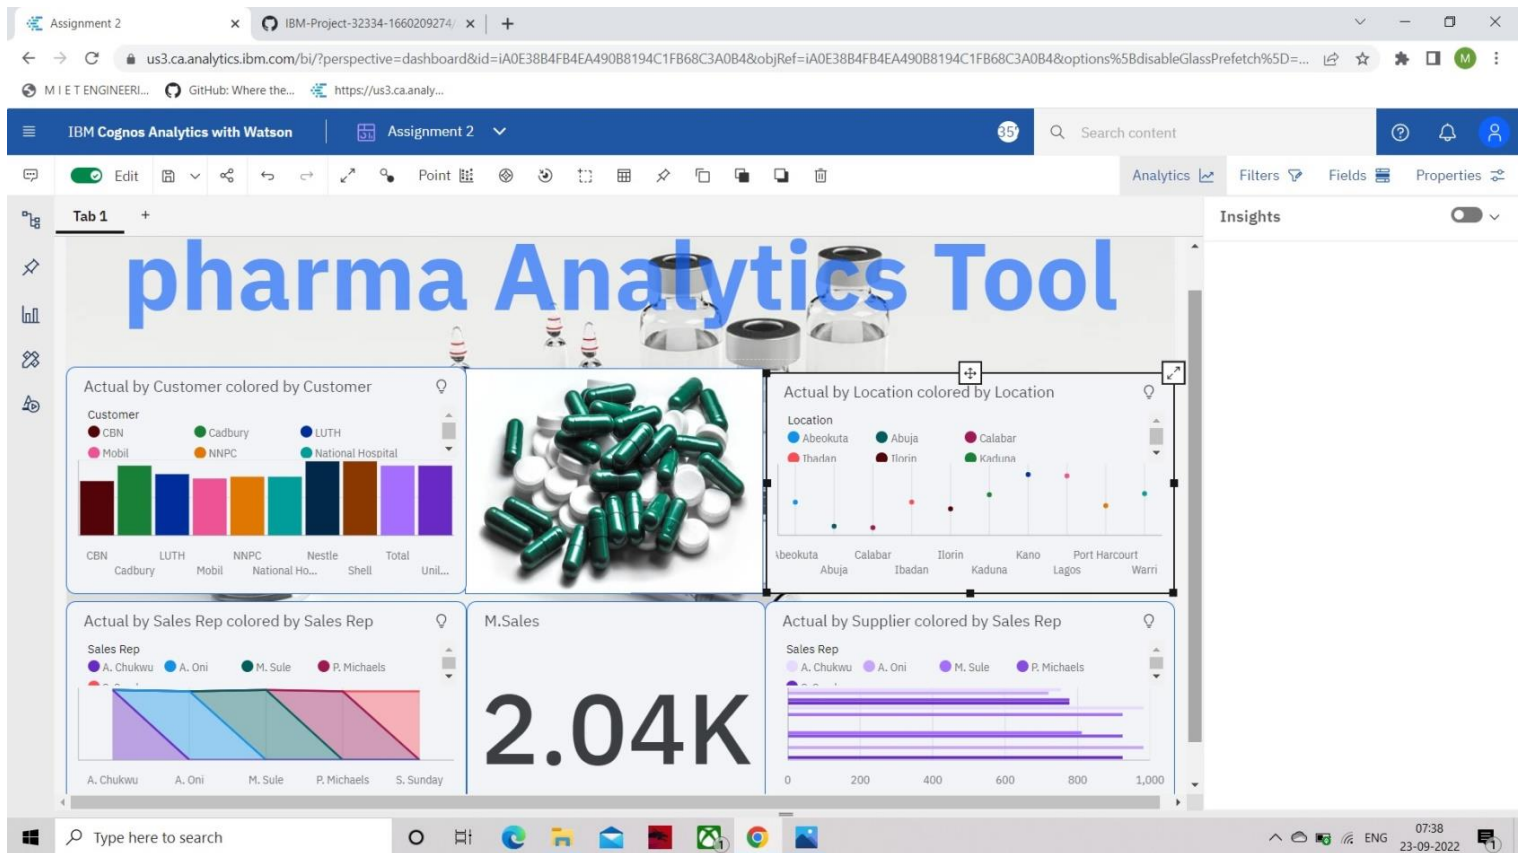 Assignment 2
IBM-Project-32334-1660209274/
us3.ca.analytics.ibm.com/bi/?perspective=dashboard&id=iA0E38B4FB4EA490B8194C1FB68C3A0B4&objRef=iA0E38B4FB4EA490B8194C1FB68C3A0B4&options%5BdisableGlassPrefetch%5D=...
M
M I E T ENGINEERI...
GitHub: Where the...
https://us3.ca.analy...
IBM Cognos Analytics with Watson
Assignment 2
Search content
Edit
Point
Analytics
Filters
Fields
Properties
Tab 1
+
Insights
pharma Analytics Tool
Actual by Customer colored by Customer
Customer
CBN Cadbury LUTH
Mobil NNPC National Hospital
CBN LUTH NNPC Nestle Total
Cadbury Mobil National Ho... Shell Unil...
Actual by Location colored by Location
Location
Abeokuta Abuja Calabar
Ibadan Ilorin Kaduna
Abeokuta Calabar Ilorin Kano Port Harcourt
Abuja Ibadan Kaduna Lagos Warri
Actual by Sales Rep colored by Sales Rep
Sales Rep
A. Chukwu A. Oni M. Sule P. Michaels
A. Chukwu A. Oni M. Sule P. Michaels S. Sunday
M.Sales
2.04K
Actual by Supplier colored by Sales Rep
Sales Rep
A. Chukwu A. Oni M. Sule P. Michaels
0 200 400 600 800 1,000
Type here to search
ENG
07:38
23-09-2022